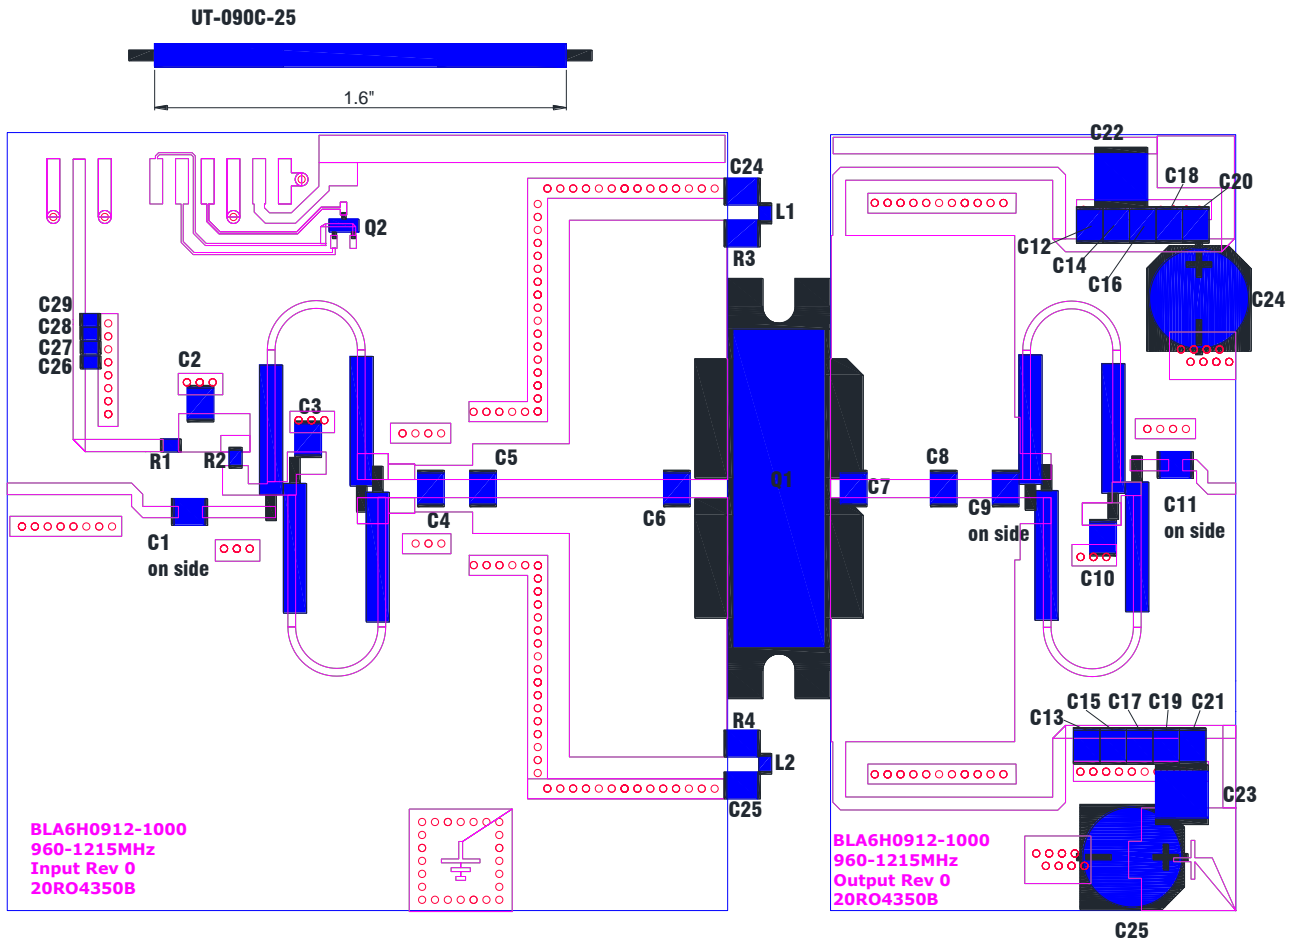 UT-090C-25
1.6"
C22
C24
C18
C20
L1
Q2
R3
C12
C14
C16
C24
C29
C28
C27
C26
C2
C3
R1
R2
C5
C4
C6
Q1
C7
C8
C9
on side
C11
on side
C1
on side
C10
R4
L2
C25
C15
C17
C19
C21
C13
C23
BLA6H0912-1000
960-1215MHz
Input Rev 0
20RO4350B
BLA6H0912-1000
960-1215MHz
Output Rev 0
20RO4350B
C25